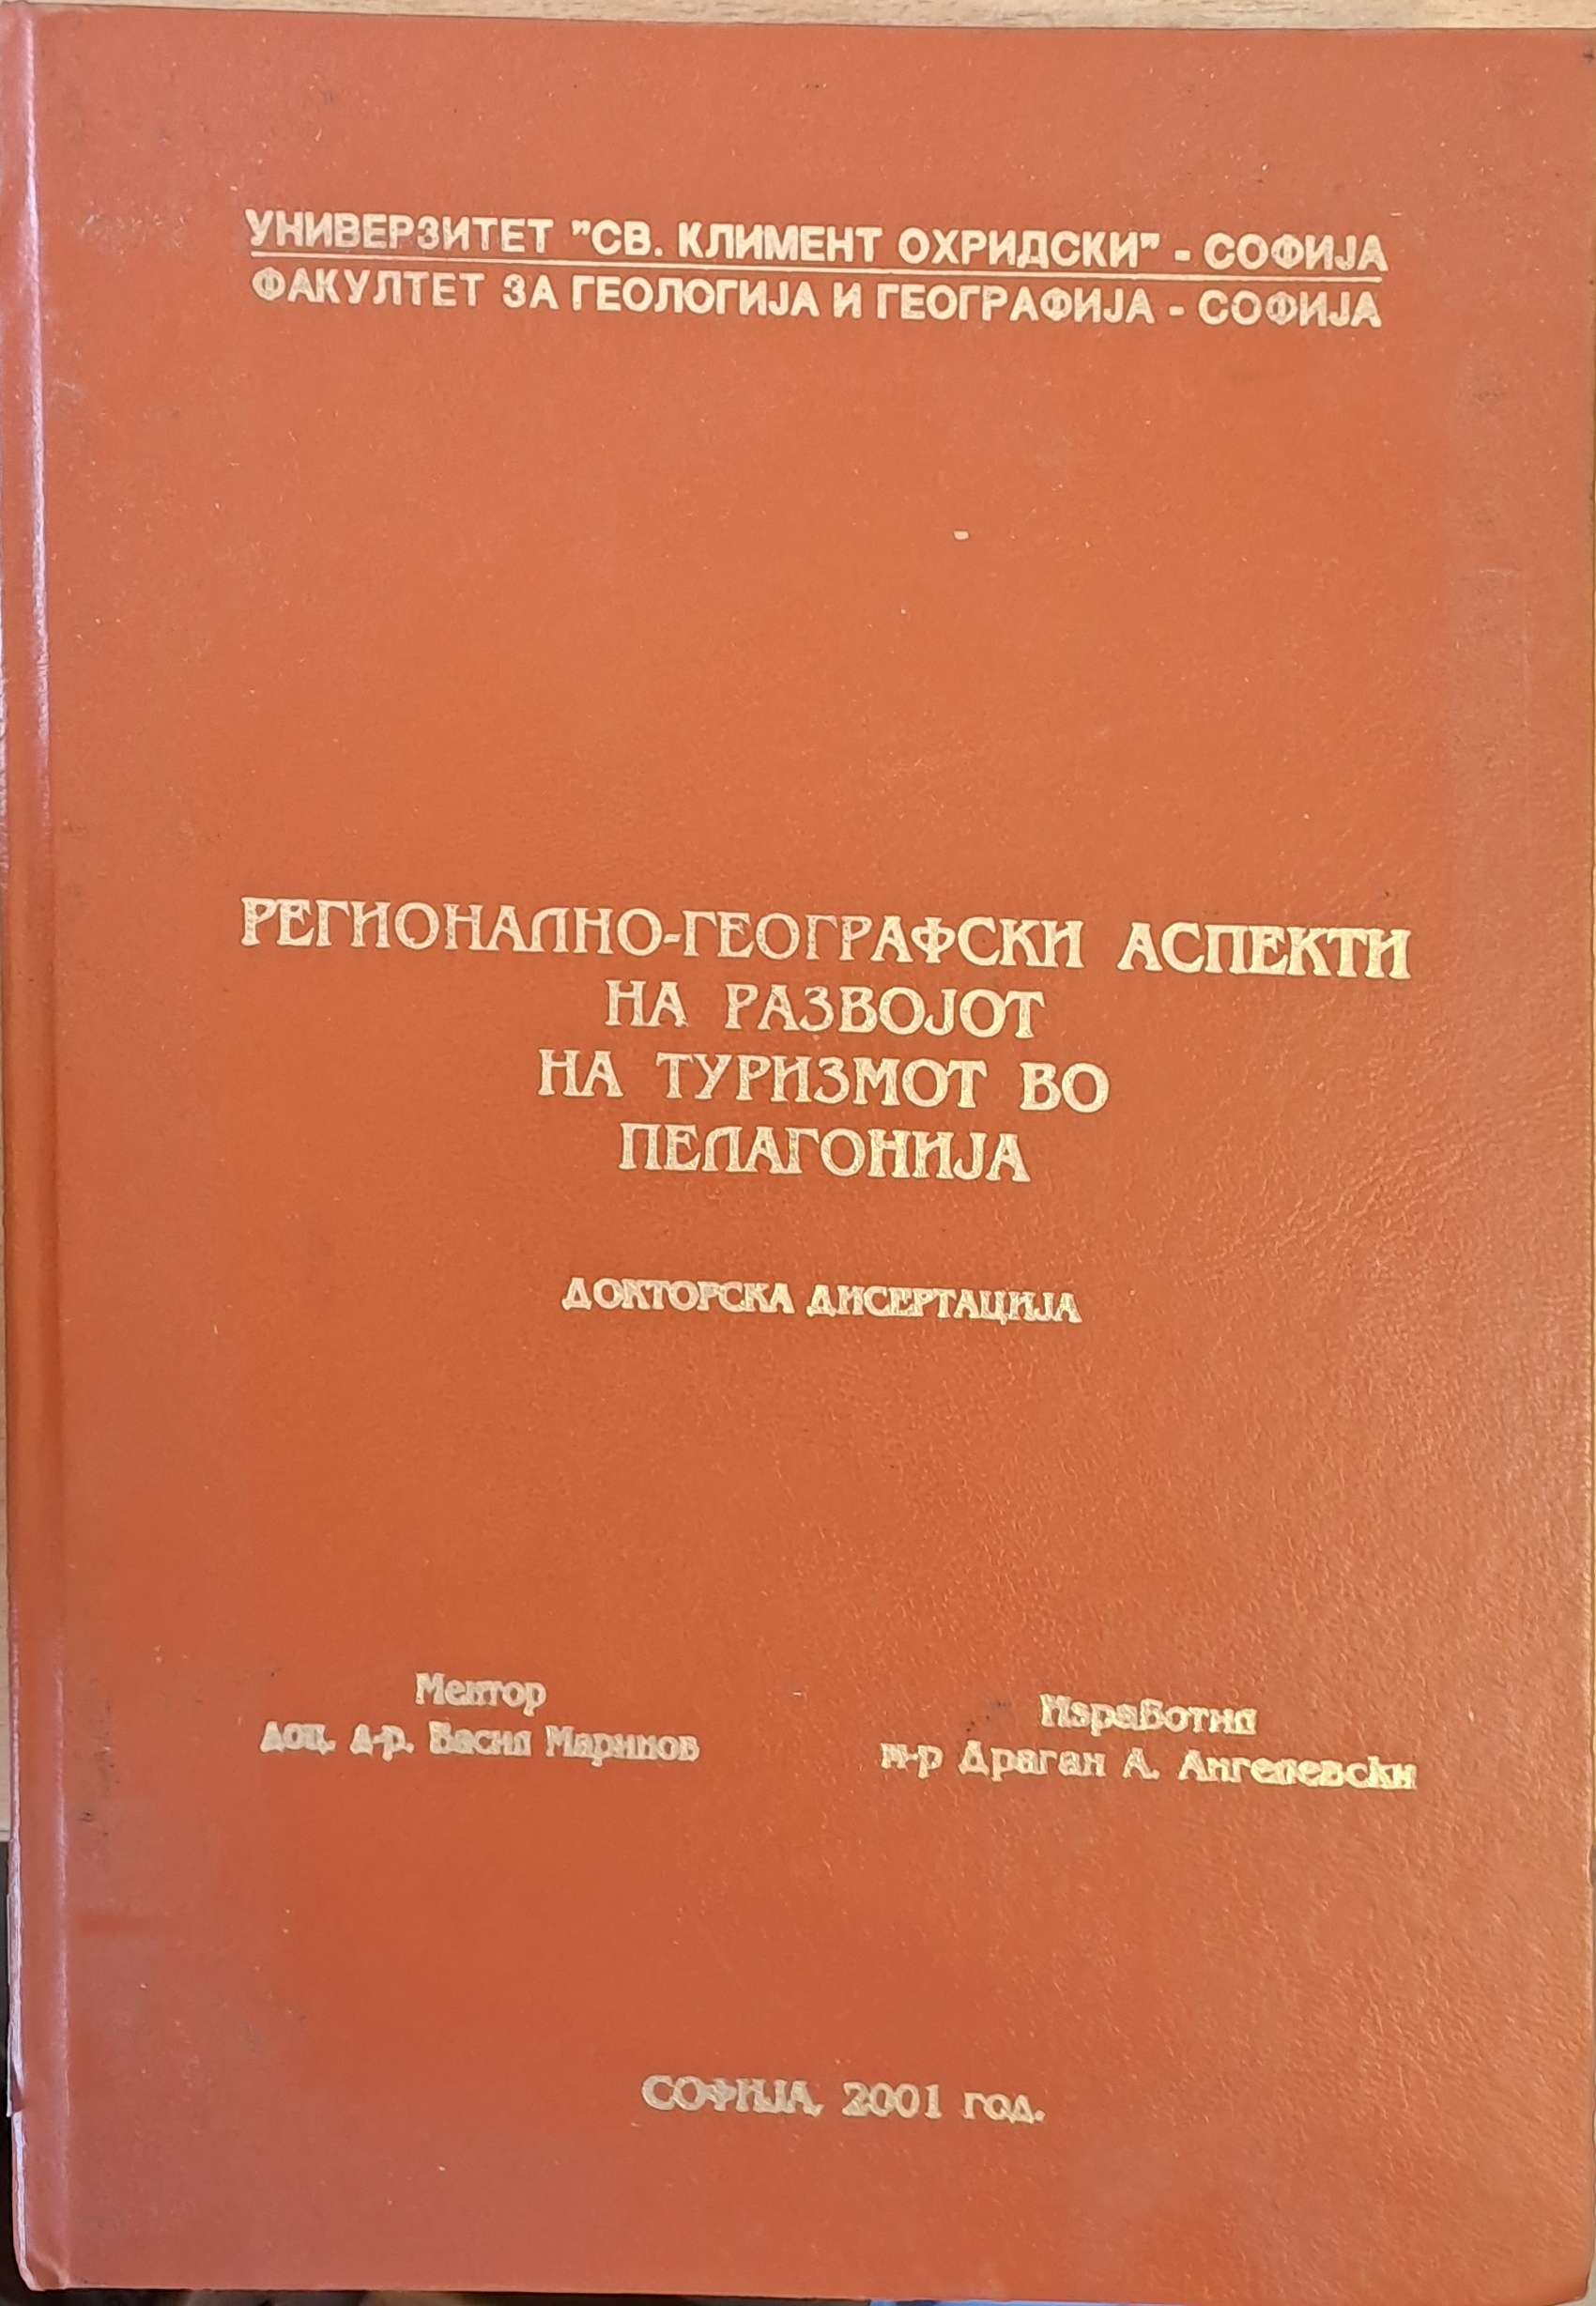 УНИВЕРЗИТЕТ "СВ. КЛИМЕНТ ОХРИДСКИ" - СОФИЈА
ФАКУЛТЕТ ЗА ГЕОЛОГИЈА И ГЕОГРАФИЈА - СОФИЈА
РЕГИОНАЛНО-ГЕОГРАФСКИ АСПЕКТИ
НА РАЗВОЈОТ
НА ТУРИЗМОТ ВО
ПЕЛАГОНИЈА
ДОКТОРСКА ДИСЕРТАЦИЈА
Ментор
доц. д-р. Васил Маринов
Изработил
м-р Драган А. Ангелевски
СОФИЈА, 2001 год.